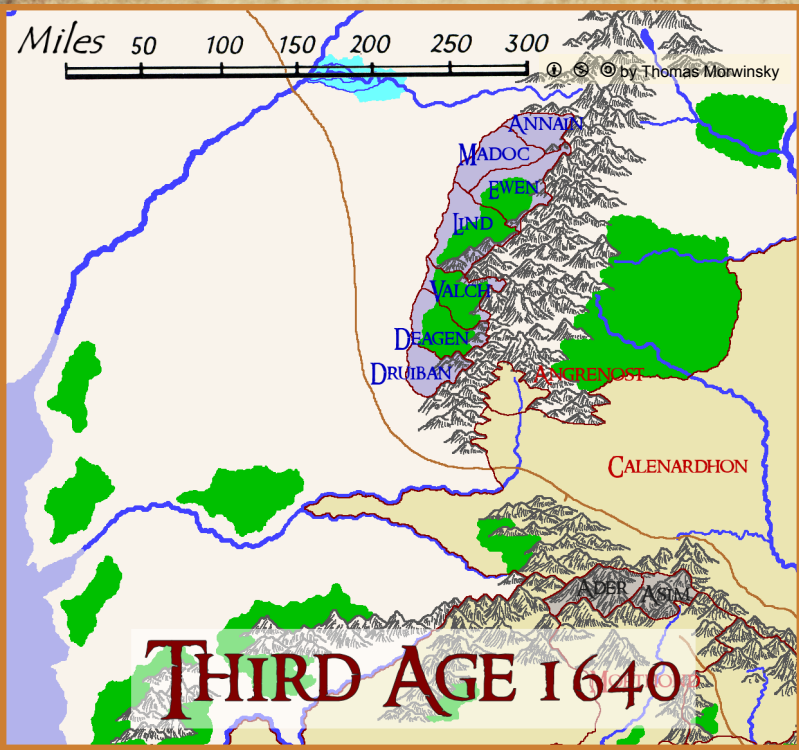 Miles 50 100 150 200 250 300
by Thomas Morwinsky
ANNAIN
MADOC
EWEN
LIND
VALCH
DEAGEN
DRUIBAN
ANGRENOST
CALENARDHON
ADER
ASIM
THIRD AGE 1640